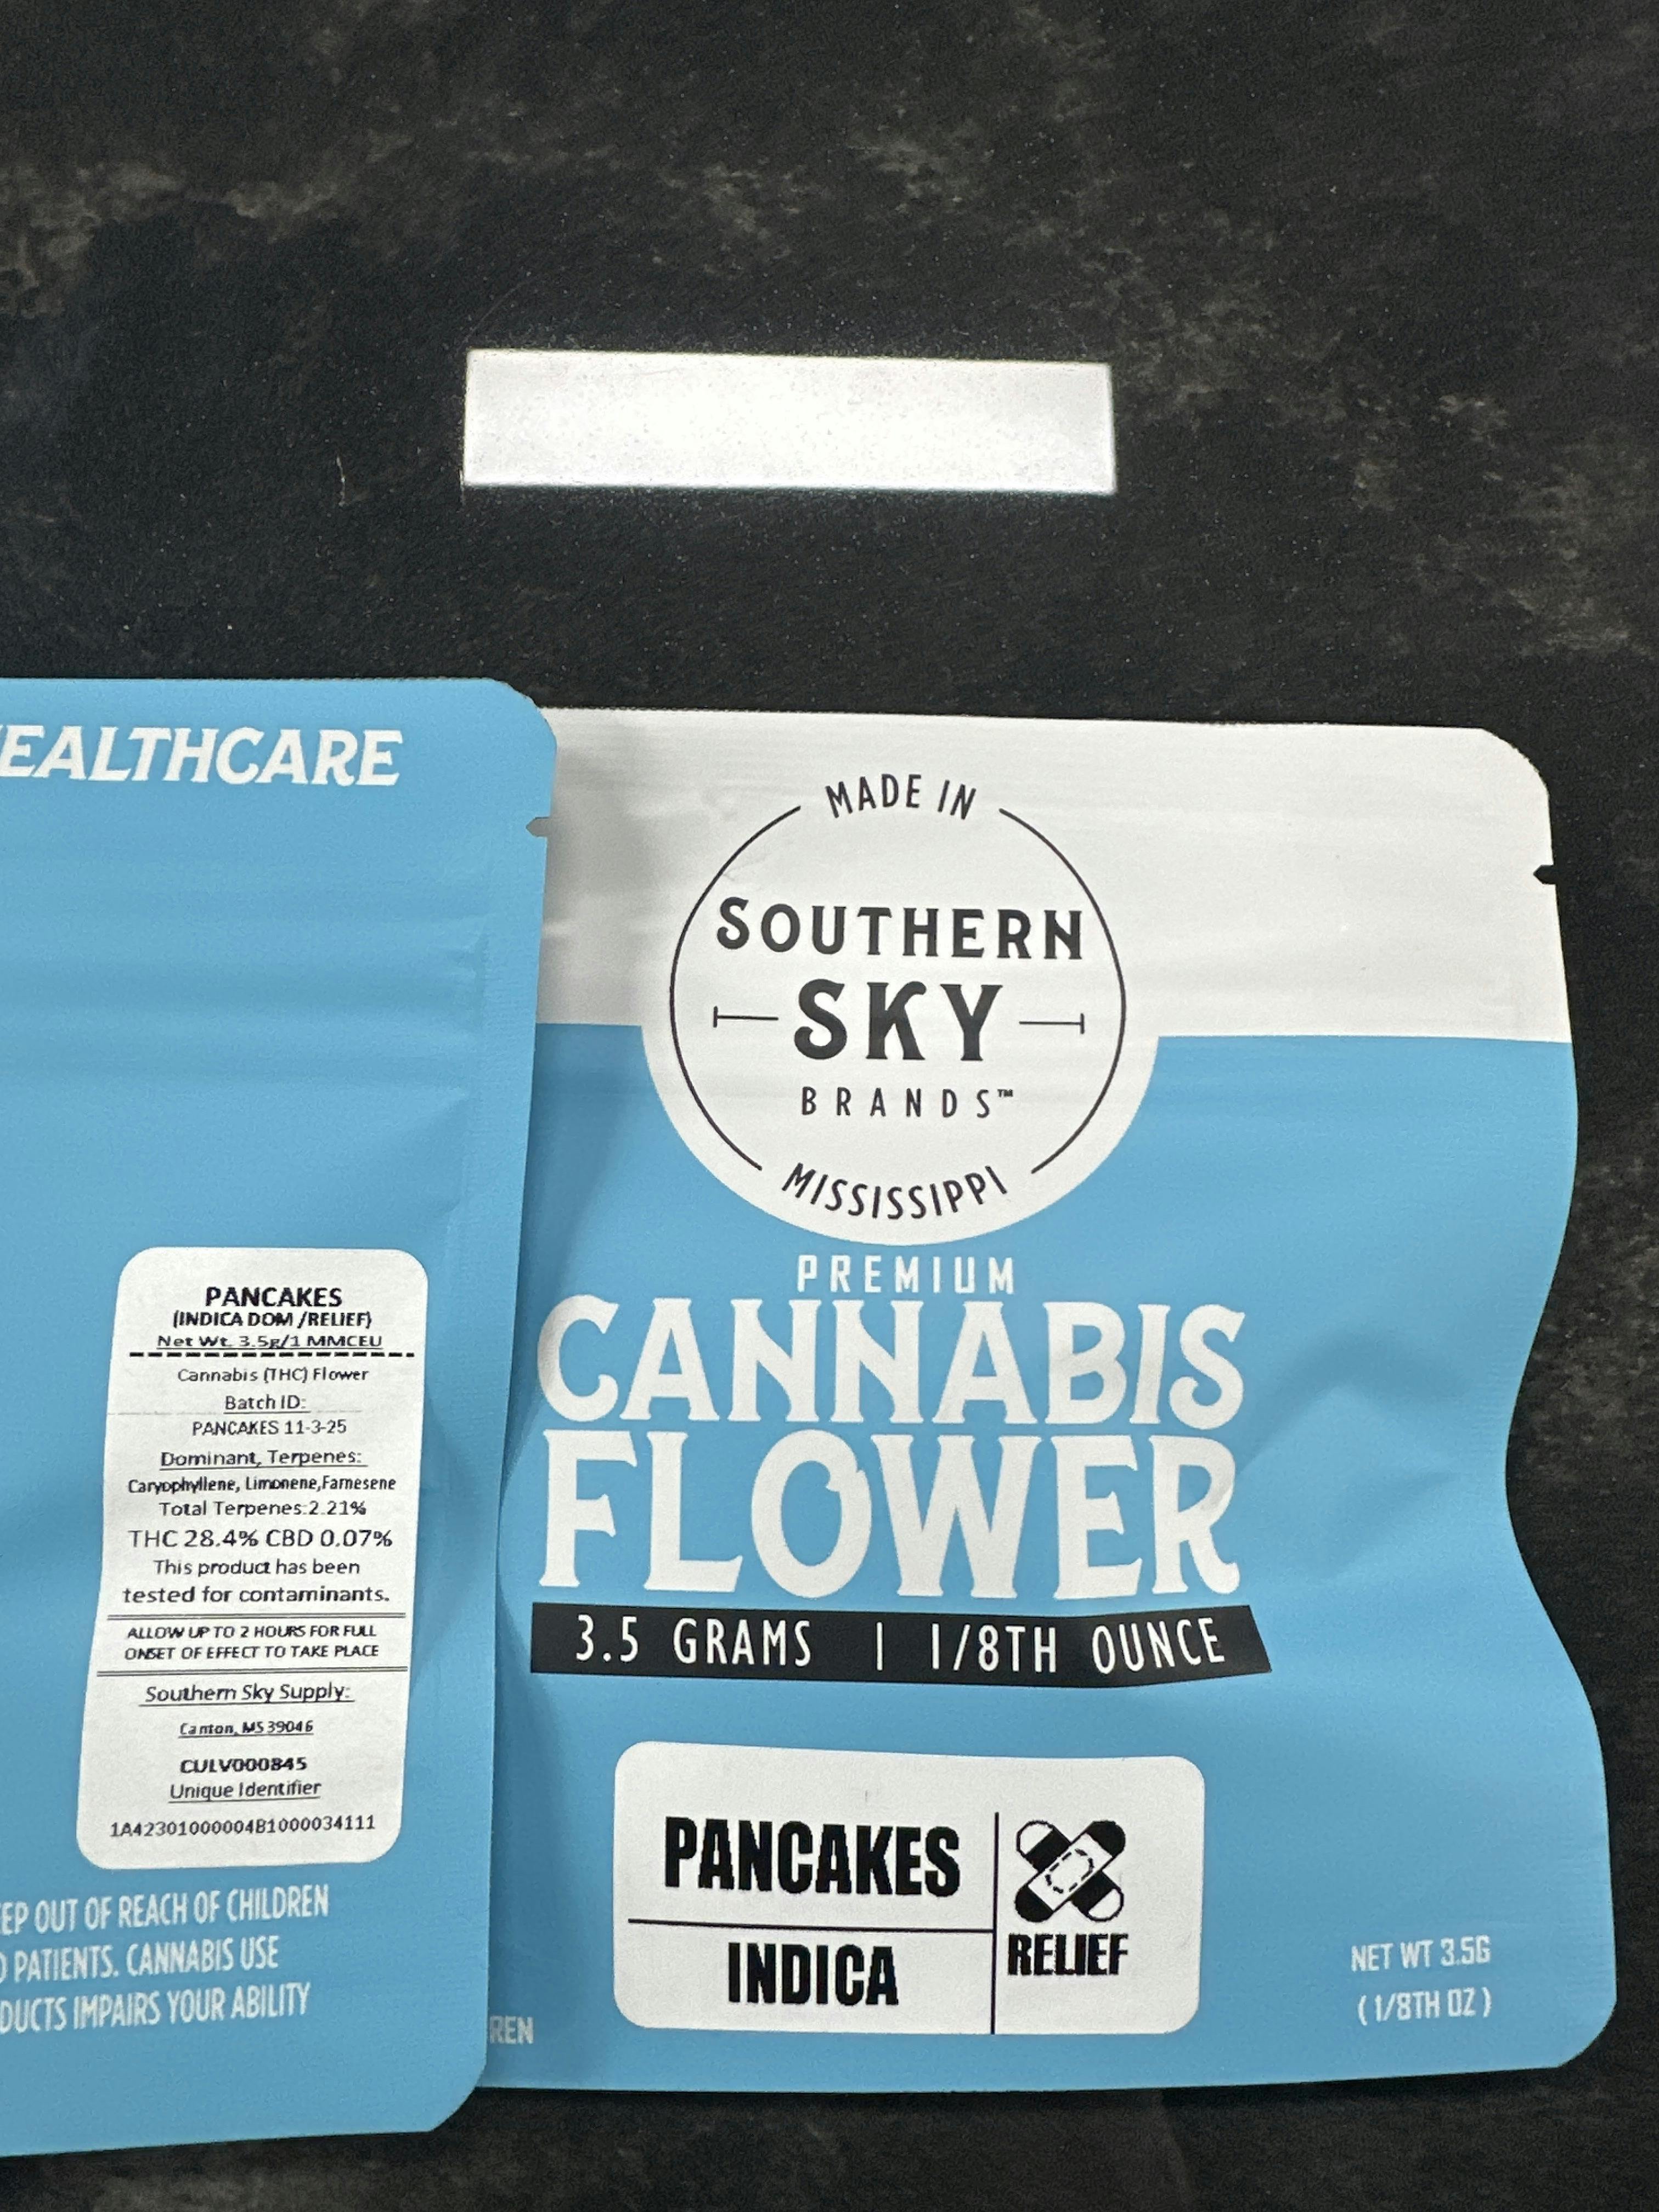 EALTHCARE
PANCAKES
(INDICA DOM /RELIEF)
Net Wt. 3.5g/1 MMCEU
Cannabis (THC) Flower
Batch ID:
PANCAKES 11-3-25
Dominant, Terpenes:
Caryophyllene, Limonene,Farnesene
Total Terpenes:2.21%
THC 28.4% CBD 0.07%
This product has been
tested for contaminants.
ALLOW UP TO 2 HOURS FOR FULL
ONSET OF EFFECT TO TAKE PLACE
Southern Sky Supply:
Canton, MS 39046
CULV000845
Unique Identifier
1A42301000004B1000034111
EEP OUT OF REACH OF CHILDREN
D PATIENTS. CANNABIS USE
DUCTS IMPAIRS YOUR ABILITY
MADE IN
SOUTHERN
SKY
BRANDS™
MISSISSIPPI
PREMIUM
CANNABIS
FLOWER
3.5 GRAMS | 1/8TH OUNCE
PANCAKES
INDICA
RELIEF
NET WT 3.5G
(1/8TH OZ)
REN